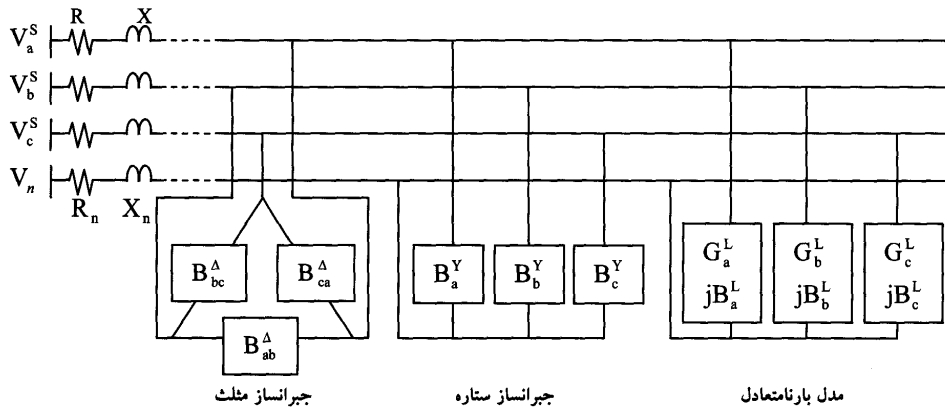 R X
V_a^S
V_b^S
V_c^S
V_n
R_n X_n
B_bc^Δ B_ca^Δ
B_ab^Δ
B_a^Y B_b^Y B_c^Y
G_a^L G_b^L G_c^L
jB_a^L jB_b^L jB_c^L
جبرانساز مثلث
جبرانساز ستاره
مدل بارنامتعادل